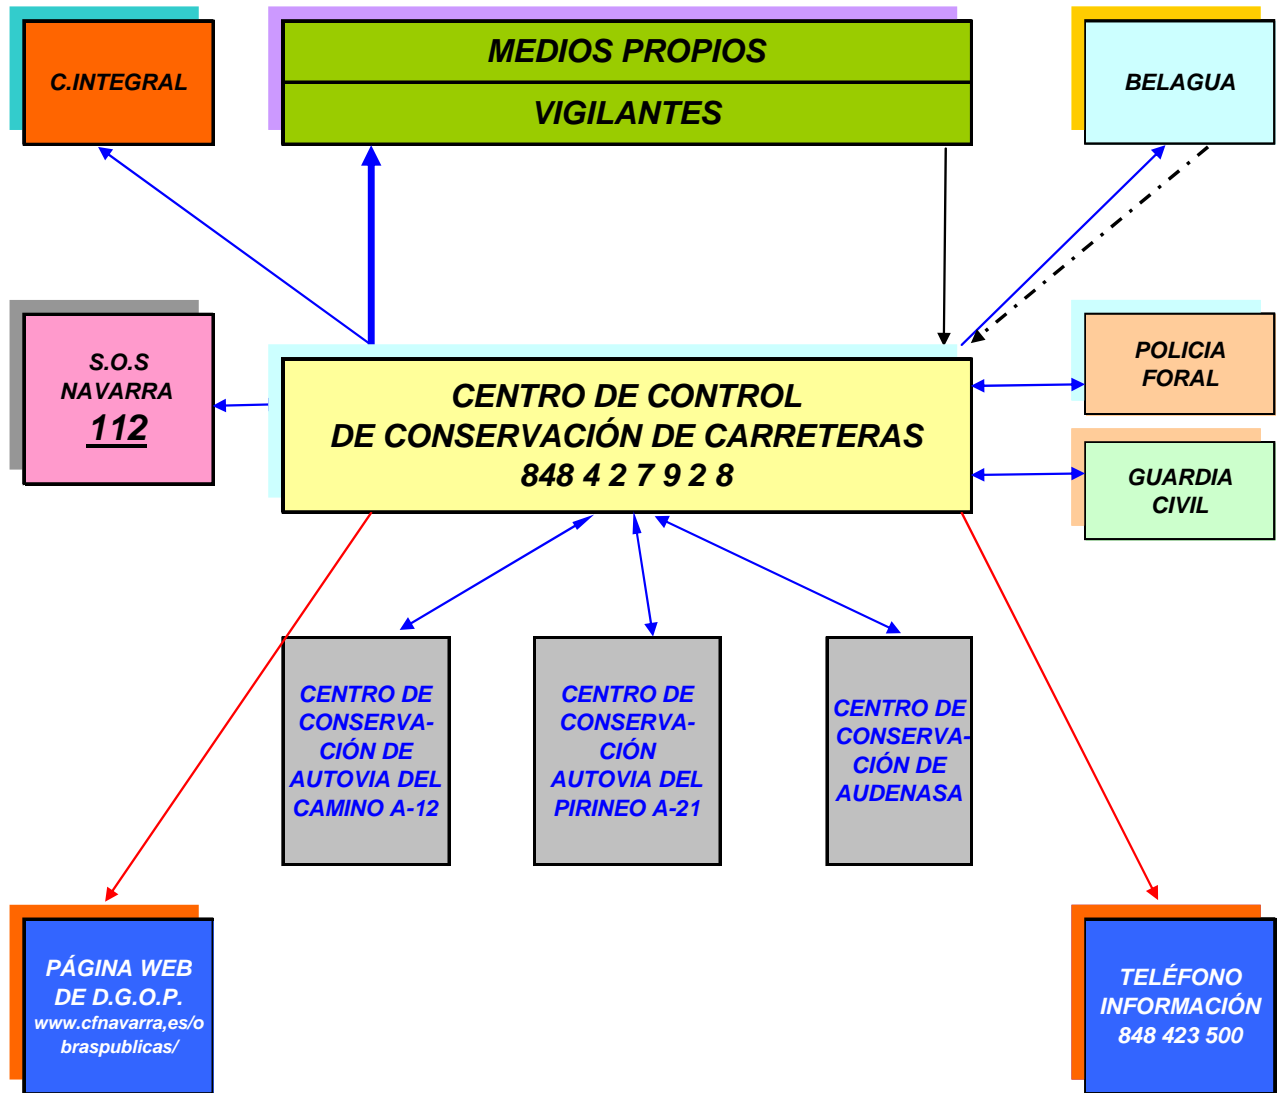 C.INTEGRAL
MEDIOS PROPIOS
VIGILANTES
BELAGUA
S.O.S
NAVARRA
112
CENTRO DE CONTROL
DE CONSERVACIÓN DE CARRETERAS
848 4 2 7 9 2 8
POLICIA
FORAL
GUARDIA
CIVIL
CENTRO DE
CONSERVA-
CIÓN DE
AUTOVIA DEL
CAMINO A-12
CENTRO DE
CONSERVA-
CIÓN
AUTOVIA DEL
PIRINEO A-21
CENTRO DE
CONSERVA-
CIÓN DE
AUDENASA
PÁGINA WEB
DE D.G.O.P.
www.cfnavarra,es/o
braspublicas/
TELÉFONO
INFORMACIÓN
848 423 500